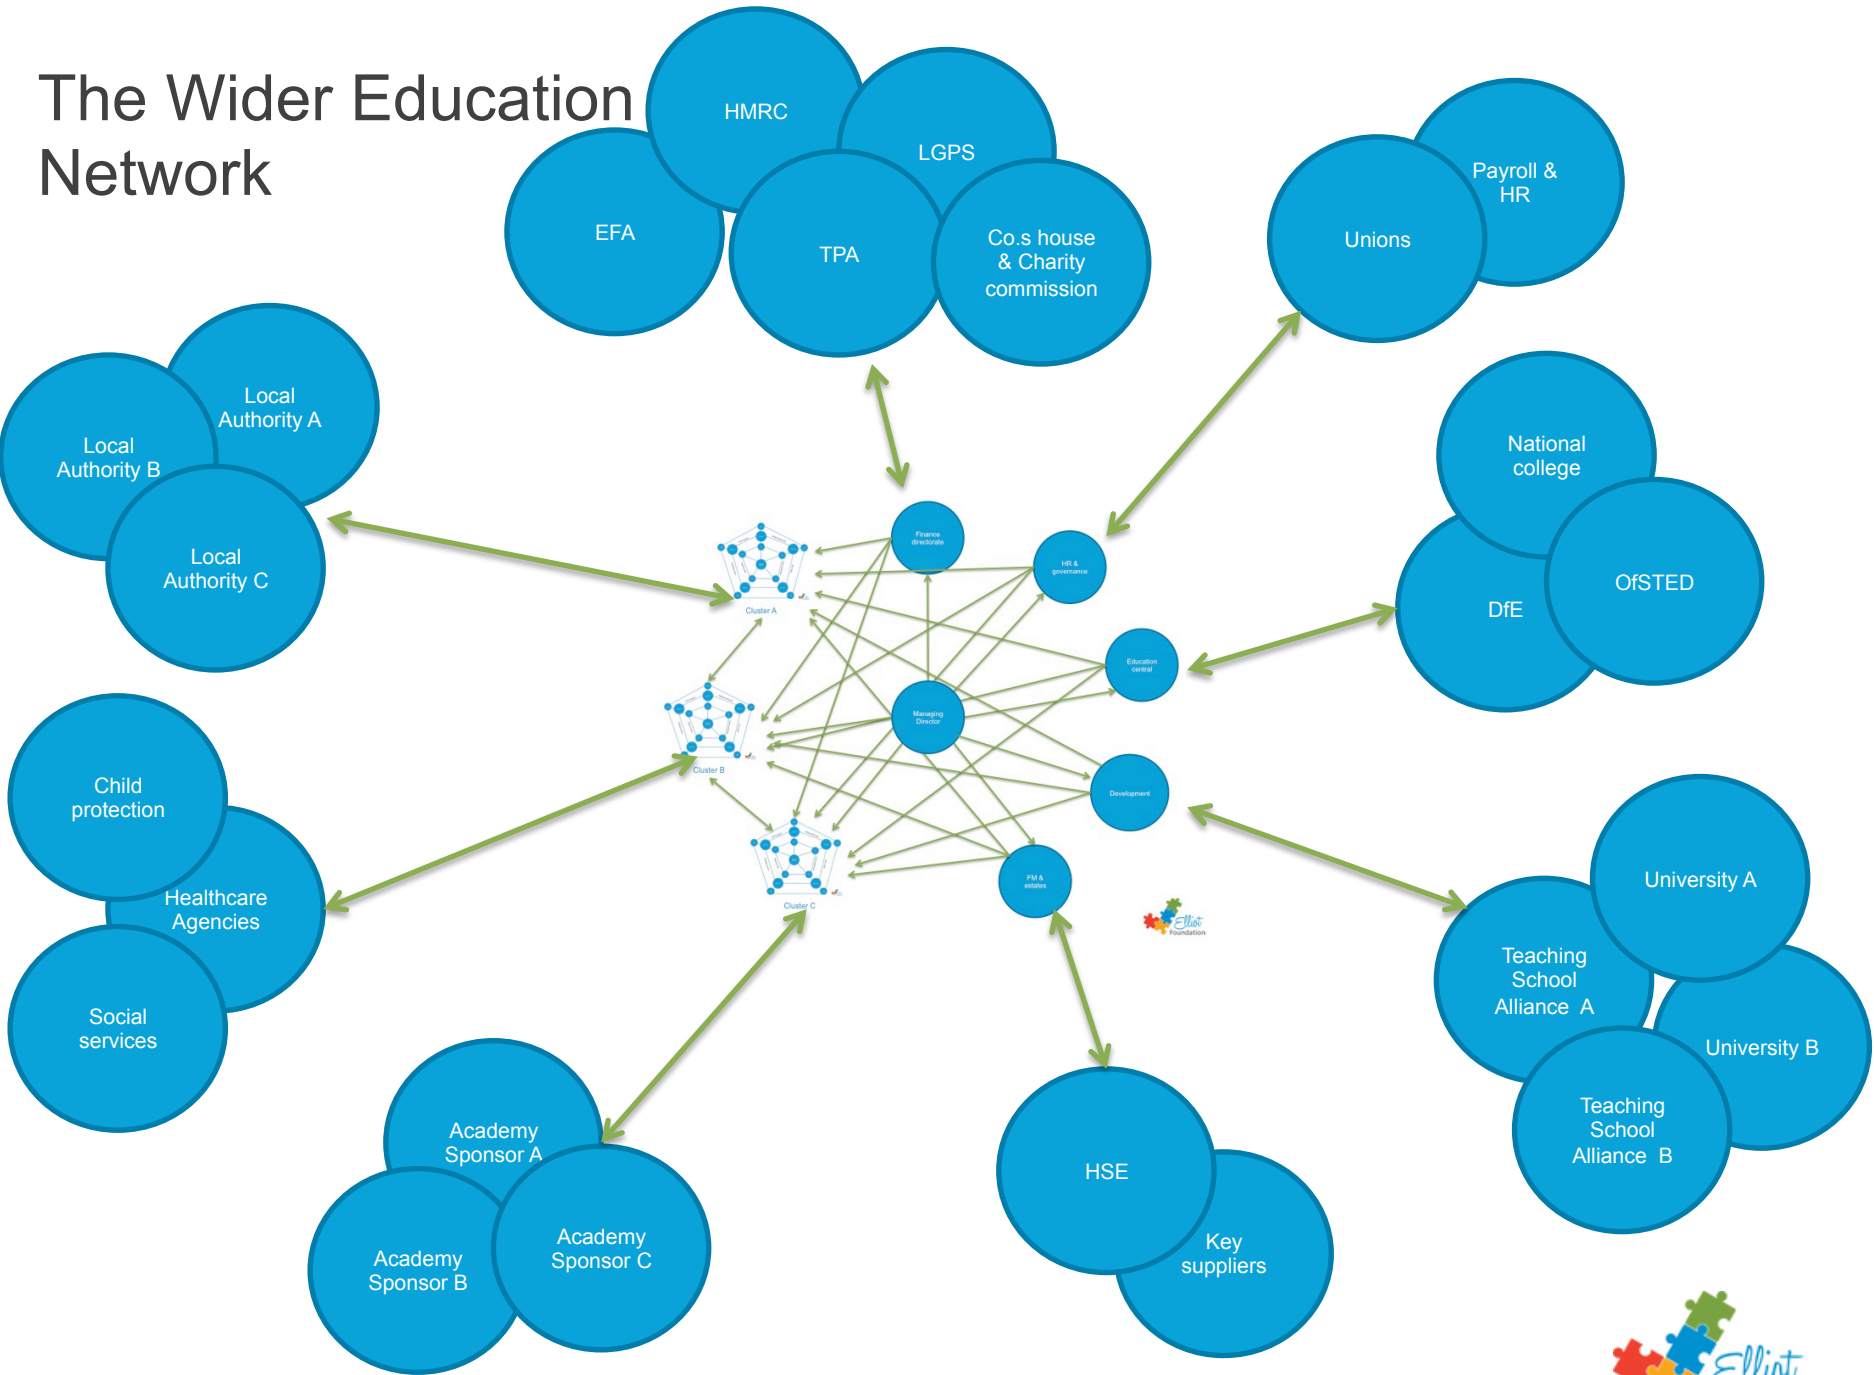 The Wider Education
Network
HMRC
LGPS
EFA
TPA
Co.s house
& Charity
commission
Payroll &
HR
Unions
Local
Authority A
Local
Authority B
Local
Authority C
National
college
OfSTED
DfE
Finance
directorate
HR &
governance
Education
central
Managing
Director
Development
FM &
estates
Cluster A
Cluster B
Cluster C
Elliot
Foundation
Child
protection
Healthcare
Agencies
Social
services
University A
Teaching
School
Alliance A
University B
Teaching
School
Alliance B
Academy
Sponsor A
Academy
Sponsor B
Academy
Sponsor C
HSE
Key
suppliers
Elliot